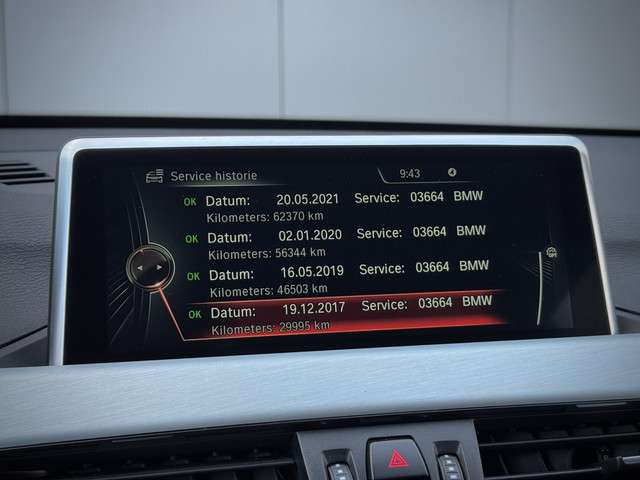 Service historie 9:43
OK Datum: 20.05.2021 Service: 03664 BMW
Kilometers: 62370 km
OK Datum: 02.01.2020 Service: 03664 BMW
Kilometers: 56344 km
OK Datum: 16.05.2019 Service: 03664 BMW
Kilometers: 46503 km
OK Datum: 19.12.2017 Service: 03664 BMW
Kilometers: 29995 km